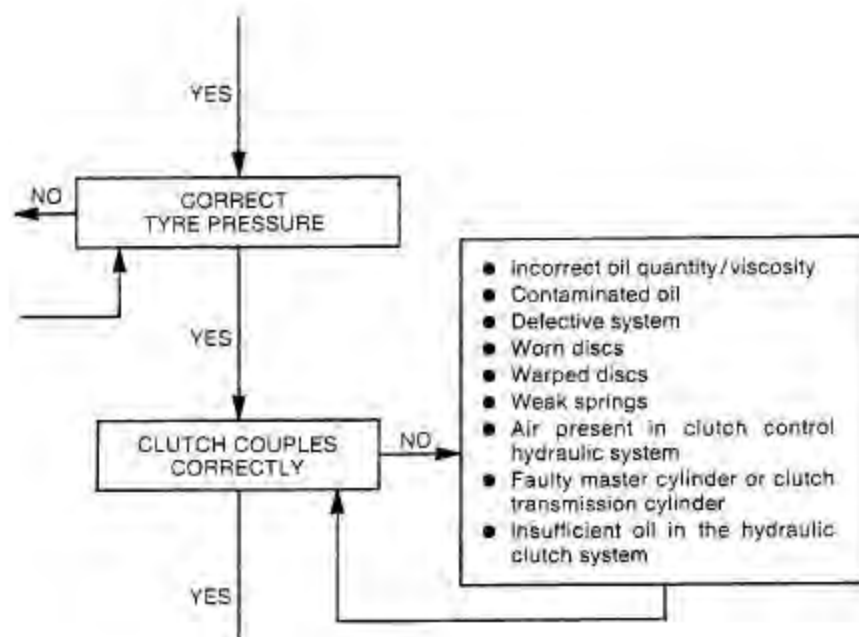 YES
NO
CORRECT
TYRE PRESSURE
YES
● Incorrect oil quantity/viscosity
● Contaminated oil
● Defective system
● Worn discs
● Warped discs
● Weak springs
● Air present in clutch control
hydraulic system
● Faulty master cylinder or clutch
transmission cylinder
● Insufficient oil in the hydraulic
clutch system
CLUTCH COUPLES
CORRECTLY
NO
YES